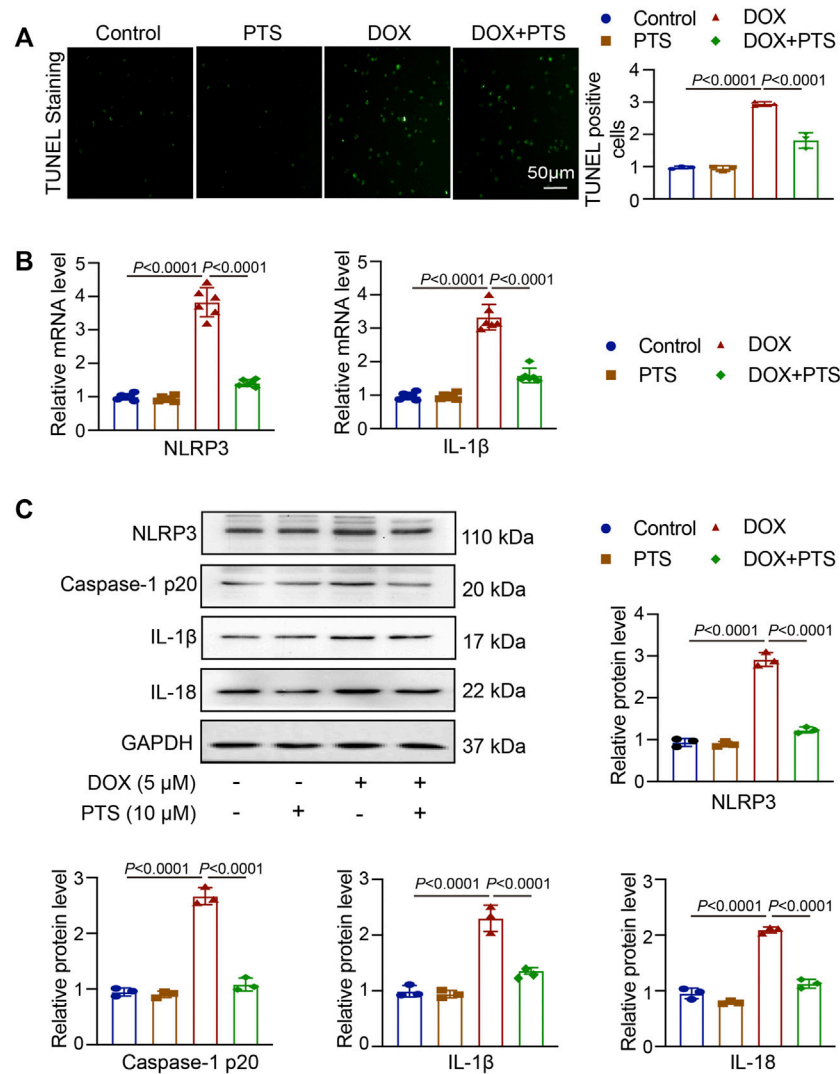 A
Control
PTS
DOX
DOX+PTS
TUNEL Staining
50μm
Control
DOX
PTS
DOX+PTS
TUNEL positive
cells
4
3
2
1
0
P<0.0001
P<0.0001
B
Relative mRNA level
5
4
3
2
1
0
P<0.0001
P<0.0001
NLRP3
Relative mRNA level
5
4
3
2
1
0
P<0.0001
P<0.0001
IL-1β
Control
DOX
PTS
DOX+PTS
C
NLRP3
110 kDa
Caspase-1 p20
20 kDa
IL-1β
17 kDa
IL-18
22 kDa
GAPDH
37 kDa
DOX (5 μM)
-
-
+
+
PTS (10 μM)
-
+
-
+
Control
DOX
PTS
DOX+PTS
Relative protein level
4
3
2
1
0
P<0.0001
P<0.0001
NLRP3
Relative protein level
3
2
1
0
P<0.0001
P<0.0001
Caspase-1 p20
Relative protein level
3
2
1
0
P<0.0001
P<0.0001
IL-1β
Relative protein level
3
2
1
0
P<0.0001
P<0.0001
IL-18